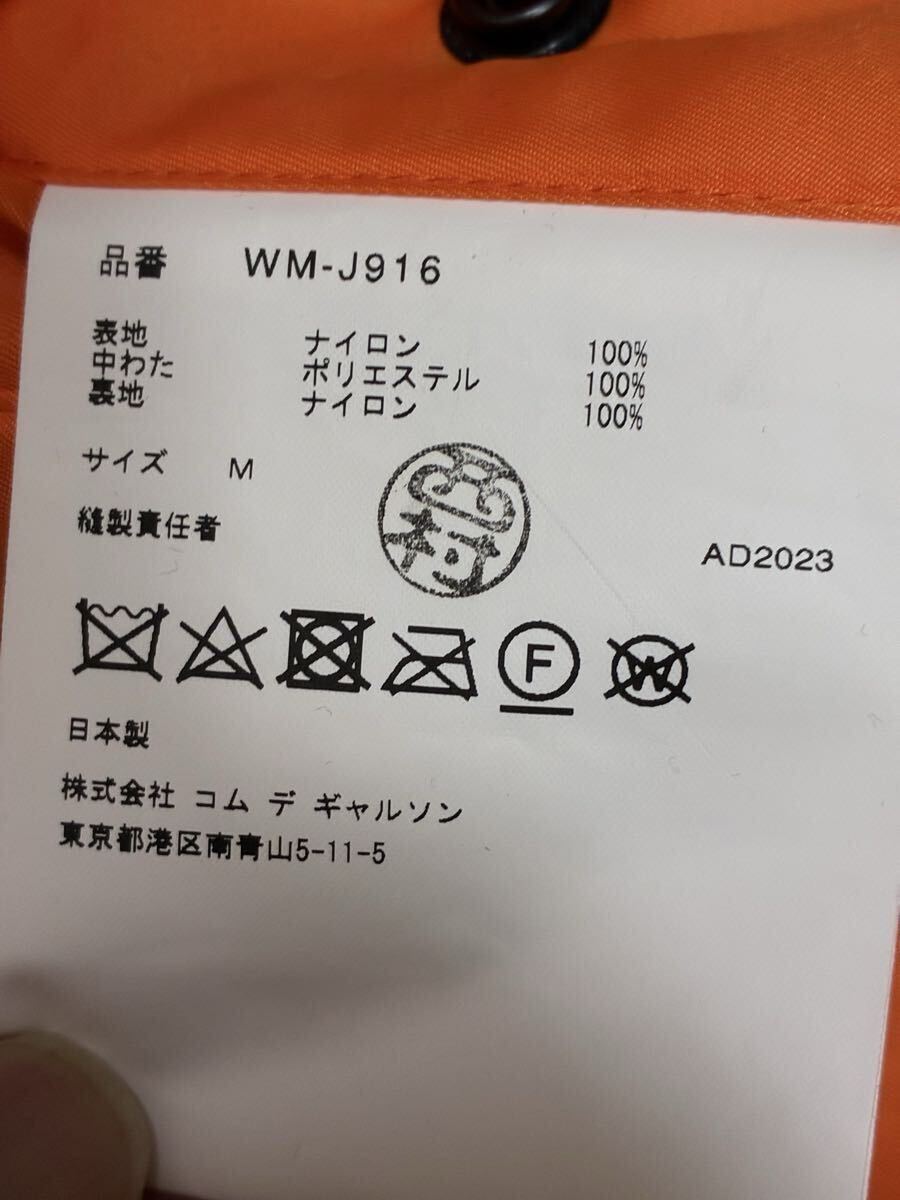 品番 WM-J916
表地 ナイロン 100%
中わた ポリエステル 100%
裏地 ナイロン 100%
サイズ M
縫製責任者
AD2023
F W
日本製
株式会社 コム デ ギャルソン
東京都港区南青山5-11-5